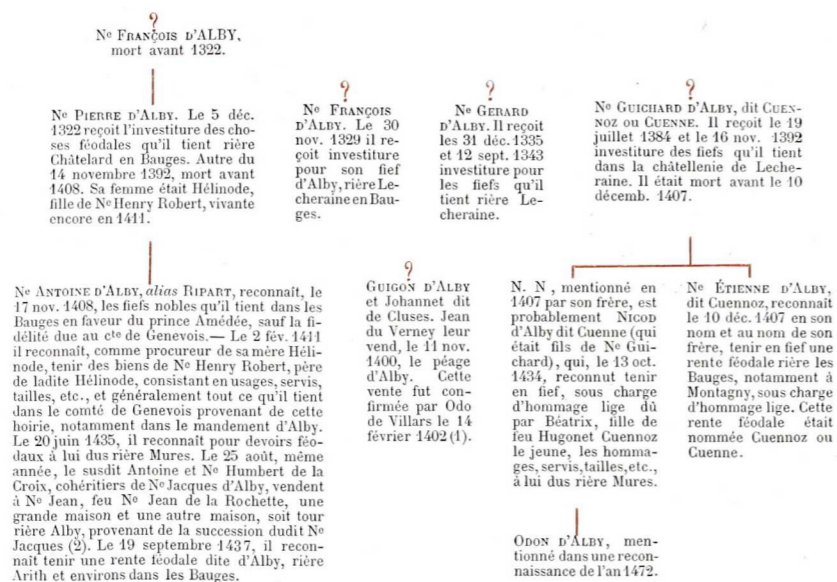 ?
Ne FRANÇOIS D'ALBY,
mort avant 1322.
Ne PIERRE D'ALBY. Le 5 déc.
1322 reçoit l'investiture des cho-
ses féodales qu'il tient rière
Châtelard en Bauges. Autre du
14 novembre 1392, mort avant
1408. Sa femme était Hélinode,
fille de Ne Henry Robert, vivante
encore en 1411.
?
Ne FRANÇOIS
D'ALBY. Le 30
nov. 1329 il re-
çoit investiture
pour son fief
d'Alby, rière Le-
cheraine en Bau-
ges.
?
Ne GERARD
D'ALBY. Il reçoit
les 31 déc. 1335
et 12 sept. 1343
investiture pour
les fiefs qu'il
tient rière Le-
cheraine.
?
Ne GUICHARD D'ALBY, dit CUEN-
NOZ ou CUENNE. Il reçoit le 19
juillet 1384 et le 16 nov. 1392
investiture des fiefs qu'il tient
dans la châtellenie de Leche-
raine. Il était mort avant le 10
décemb. 1407.
Ne ANTOINE D'ALBY, alias RIPART, reconnaît, le
17 nov. 1408, les fiefs nobles qu'il tient dans les
Bauges en faveur du prince Amédée, sauf la fi-
délité due au cte de Genevois.— Le 2 fév. 1411
il reconnaît, comme procureur de sa mère Héli-
node, tenir des biens de Ne Henry Robert, père
de ladite Hélinode, consistant en usages, servis,
tailles, etc., et généralement tout ce qu'il tient
dans le comté de Genevois provenant de cette
hoirie, notamment dans le mandement d'Alby.
Le 20 juin 1435, il reconnaît pour devoirs féo-
daux à lui dus rière Mures. Le 25 août, même
année, le susdit Antoine et Ne Humbert de la
Croix, cohéritiers de Ne Jacques d'Alby, vendent
à Ne Jean, feu Ne Jean de la Rochette, une
grande maison et une autre maison, soit tour
rière Alby, provenant de la succession dudit Ne
Jacques (2). Le 19 septembre 1437, il recon-
naît tenir une rente féodale dite d'Alby, rière
Arith et environs dans les Bauges.
?
GUIGON D'ALBY
et Johannet dit
de Cluses. Jean
du Verney leur
vend, le 11 nov.
1400, le péage
d'Alby. Cette
vente fut con-
firmée par Odo
de Villars le 14
février 1402 (1).
N. N, mentionné en
1407 par son frère, est
probablement NICOD
d'Alby dit Cuenne (qui
était fils de Ne Gui-
chard), qui, le 13 oct.
1434, reconnut tenir
en fief, sous charge
d'hommage lige dû
par Béatrix, fille de
feu Hugonet Cuennoz
le jeune, les homma-
ges, servis, tailles, etc.,
à lui dus rière Mures.
Ne ÉTIENNE D'ALBY,
dit Cuennoz, reconnaît
le 10 déc. 1407 en son
nom et au nom de son
frère, tenir en fief une
rente féodale rière les
Bauges, notamment à
Montagny, sous charge
d'hommage lige. Cette
rente féodale était
nommée Cuennoz ou
Cuenne.
ODON D'ALBY, men-
tionné dans une recon-
naissance de l'an 1472.